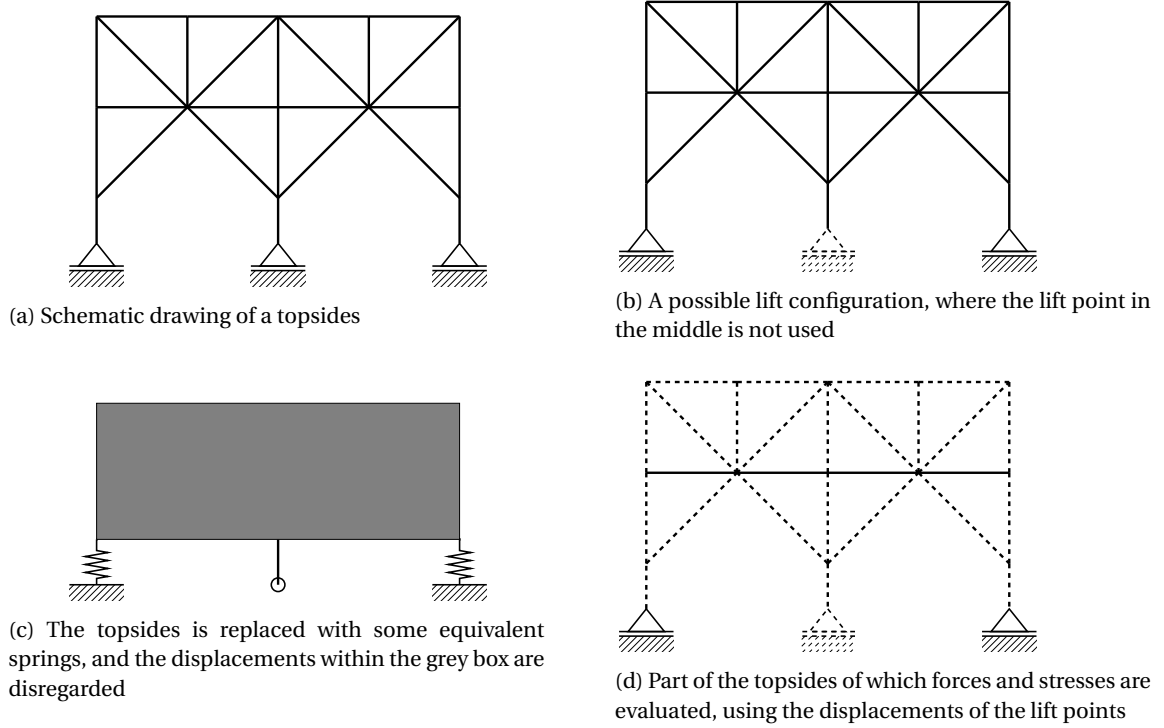 (a) Schematic drawing of a topsides
(b) A possible lift configuration, where the lift point in
the middle is not used
(c) The topsides is replaced with some equivalent
springs, and the displacements within the grey box are
disregarded
(d) Part of the topsides of which forces and stresses are
evaluated, using the displacements of the lift points